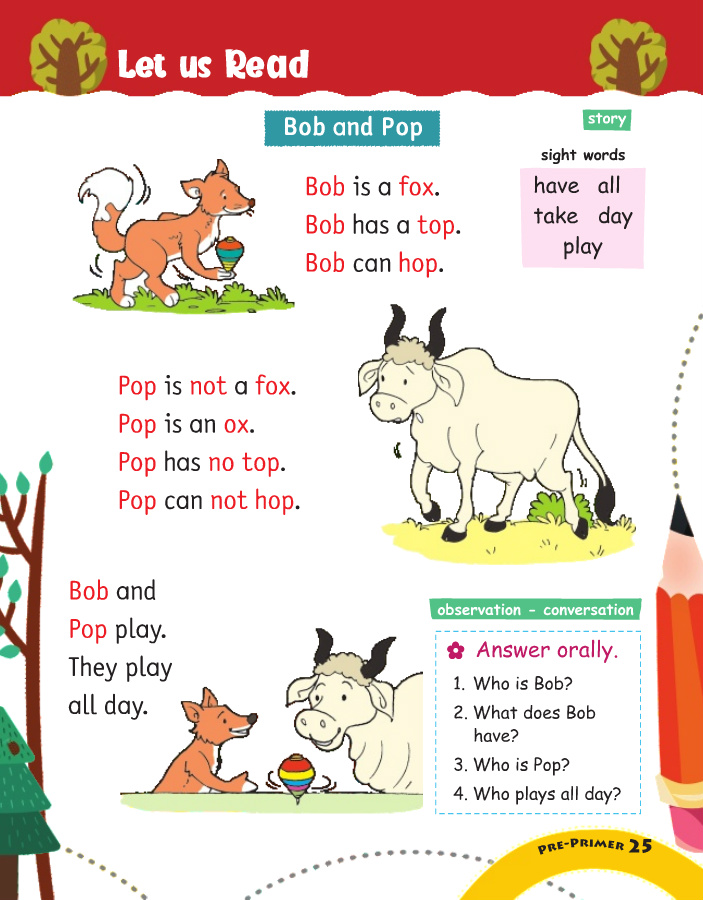 Let us Read
Bob and Pop
story
sight words
have all
take day
play
Bob is a fox.
Bob has a top.
Bob can hop.
Pop is not a fox.
Pop is an ox.
Pop has no top.
Pop can not hop.
Bob and
Pop play.
They play
all day.
observation - conversation
Answer orally.
1. Who is Bob?
2. What does Bob
have?
3. Who is Pop?
4. Who plays all day?
PRE-PRIMER 25